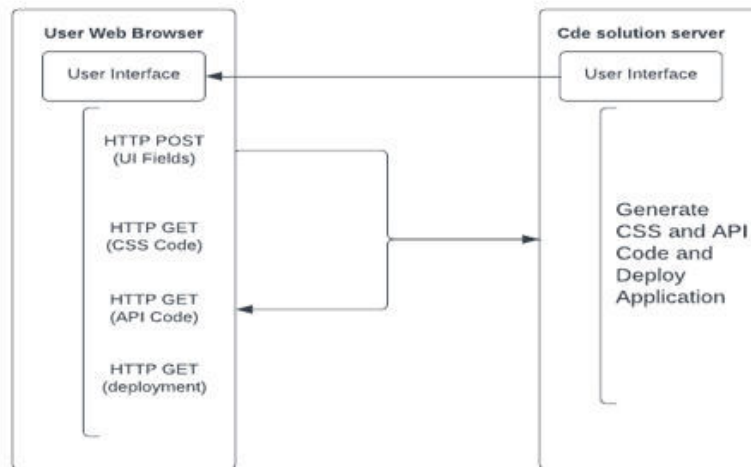 User Web Browser
User Interface
HTTP POST
(UI Fields)
HTTP GET
(CSS Code)
HTTP GET
(API Code)
HTTP GET
(deployment)
Cde solution server
User Interface
Generate
CSS and API
Code and
Deploy
Application